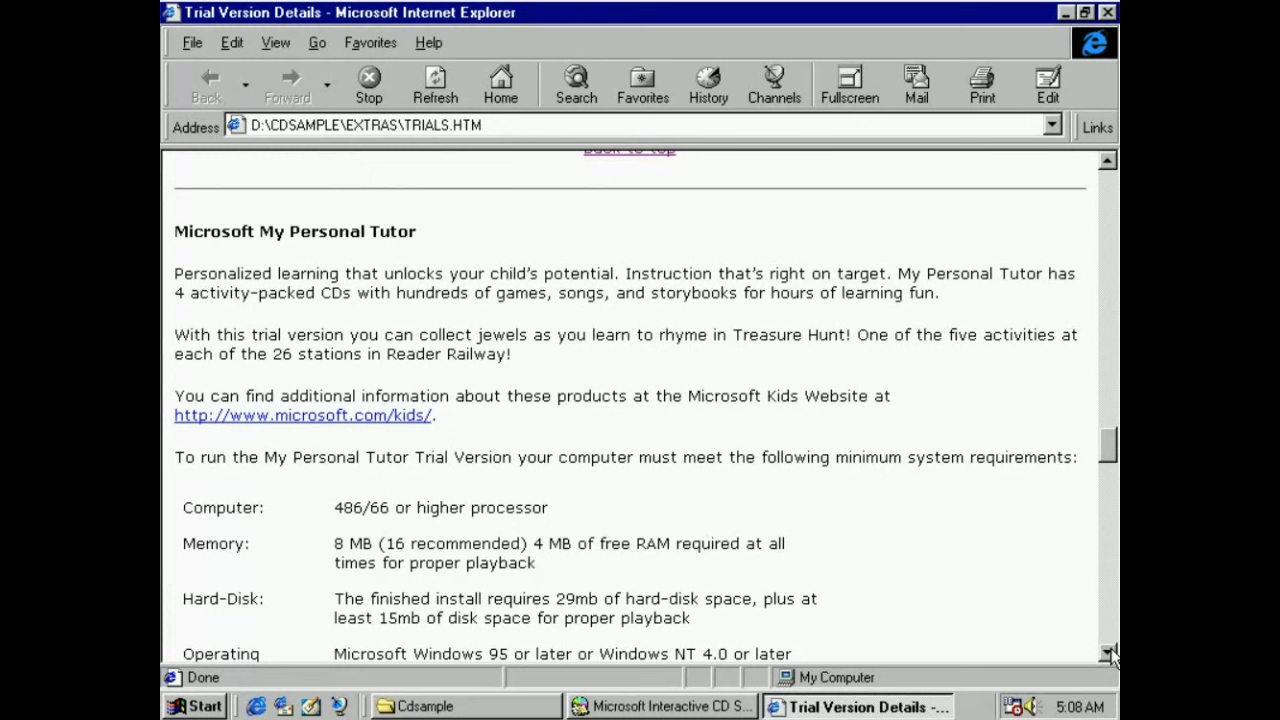 Trial Version Details - Microsoft Internet Explorer
File Edit View Go Favorites Help
Back Forward Stop Refresh Home Search Favorites History Channels Fullscreen Mail Print Edit
Address D:\CDSAMPLE\EXTRAS\TRIALS.HTM Links
Back to top
Microsoft My Personal Tutor
Personalized learning that unlocks your child's potential. Instruction that's right on target. My Personal Tutor has
4 activity-packed CDs with hundreds of games, songs, and storybooks for hours of learning fun.
With this trial version you can collect jewels as you learn to rhyme in Treasure Hunt! One of the five activities at
each of the 26 stations in Reader Railway!
You can find additional information about these products at the Microsoft Kids Website at
http://www.microsoft.com/kids/.
To run the My Personal Tutor Trial Version your computer must meet the following minimum system requirements:
Computer: 486/66 or higher processor
Memory: 8 MB (16 recommended) 4 MB of free RAM required at all
times for proper playback
Hard-Disk: The finished install requires 29mb of hard-disk space, plus at
least 15mb of disk space for proper playback
Operating Microsoft Windows 95 or later or Windows NT 4.0 or later
Done My Computer
Start Cdsample Microsoft Interactive CD S... Trial Version Details -... 5:08 AM